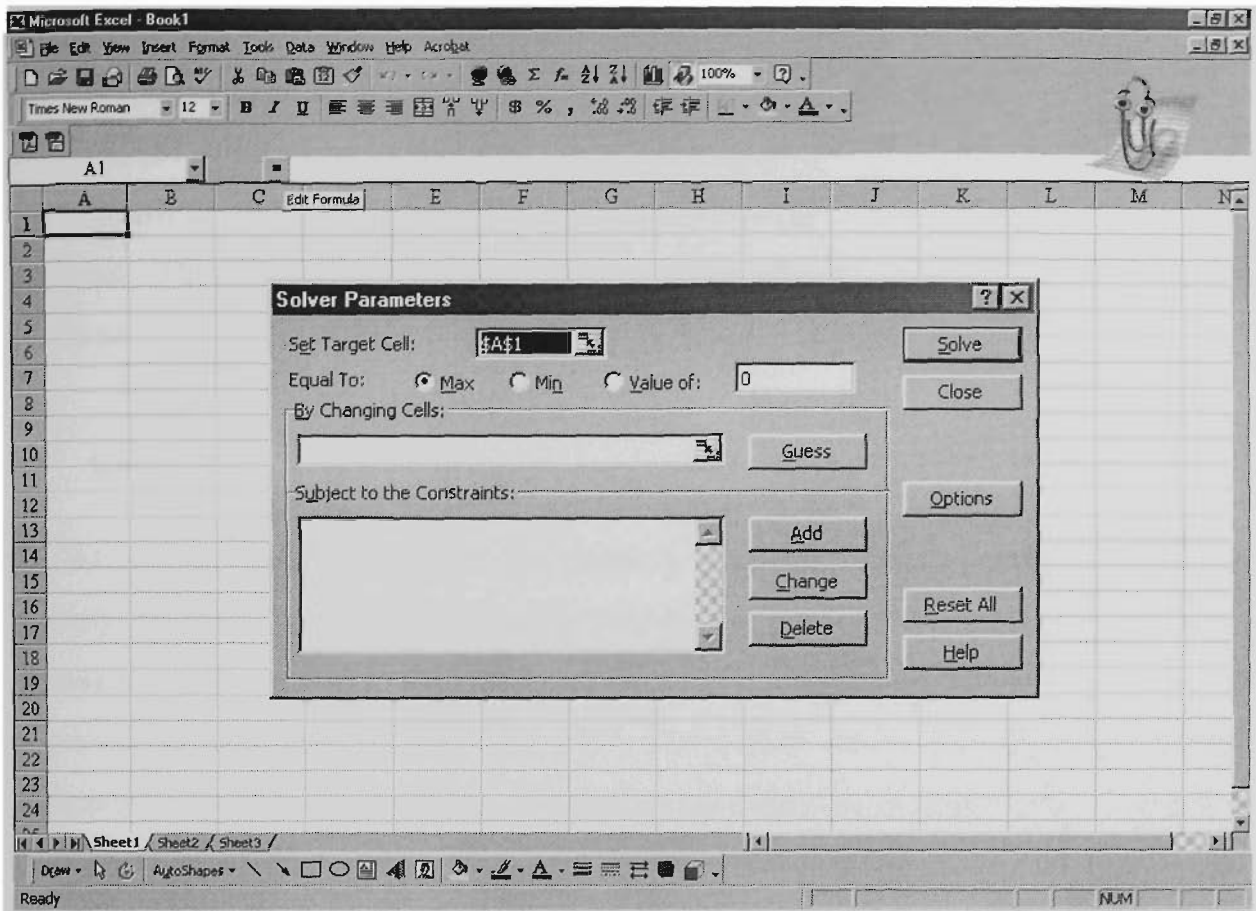 Microsoft Excel - Book1
File Edit View Insert Format Tools Data Window Help Acrobat
100%
Times New Roman 12 B I U $ % ,
A1 =
Edit Formula
A B C E F G H I J K L M N
1
2
3
Solver Parameters ? ×
4
5
Set Target Cell: $A$1 Solve
6
7
Equal To: Max Min Value of: 0
Close
8
By Changing Cells:
9
10
Guess
11
Subject to the Constraints:
12
Options
13
Add
14
15
Change
16
Reset All
17
Delete
18
Help
19
20
21
22
23
24
Sheet1 Sheet2 Sheet3
Draw AutoShapes
Ready NUM